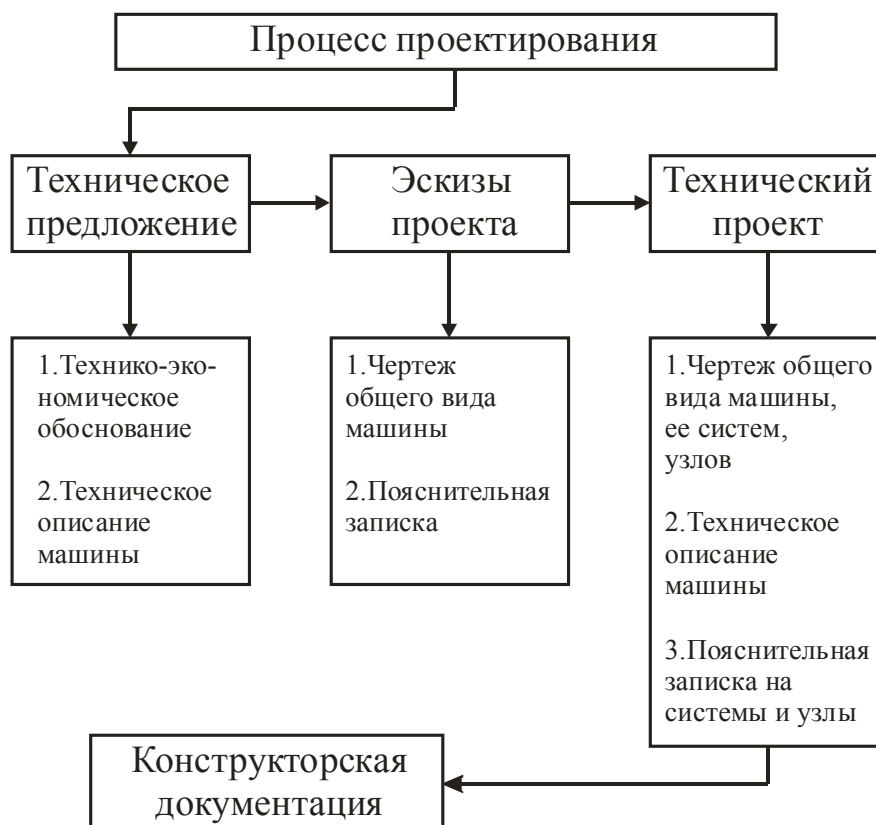 Процесс проектирования
Техническое
предложение
Эскизы
проекта
Технический
проект
1.Технико-эко-
номическое
обоснование
2.Техническое
описание
машины
1.Чертеж
общего вида
машины
2.Пояснительная
записка
1.Чертеж общего
вида машины,
ее систем,
узлов
2.Техническое
описание
машины
3.Пояснительная
записка на
системы и узлы
Конструкторская
документация